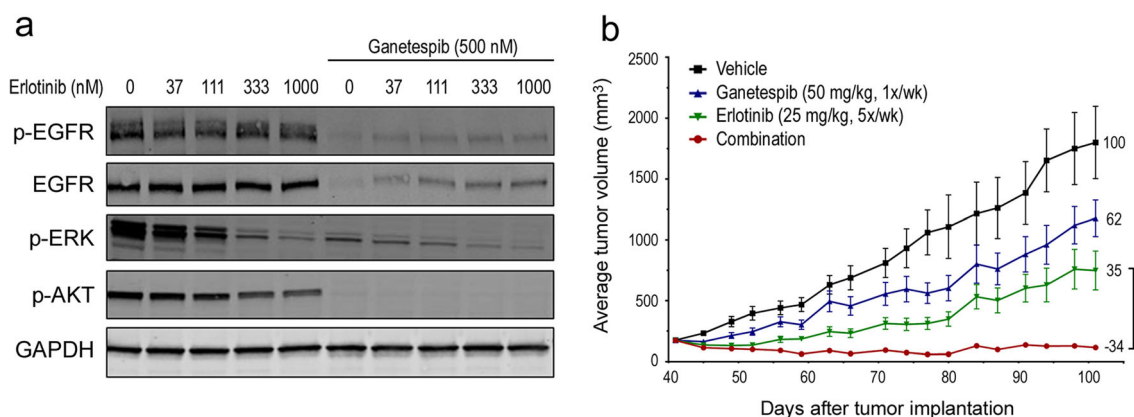 a
Ganetespib (500 nM)
Erlotinib (nM) 0 37 111 333 1000 0 37 111 333 1000
p-EGFR
EGFR
p-ERK
p-AKT
GAPDH
b
2500
2000
1500
1000
500
0
Average tumor volume (mm³)
Vehicle
Ganetespib (50 mg/kg, 1x/wk)
Erlotinib (25 mg/kg, 5x/wk)
Combination
100
62
35
-34
40 50 60 70 80 90 100
Days after tumor implantation